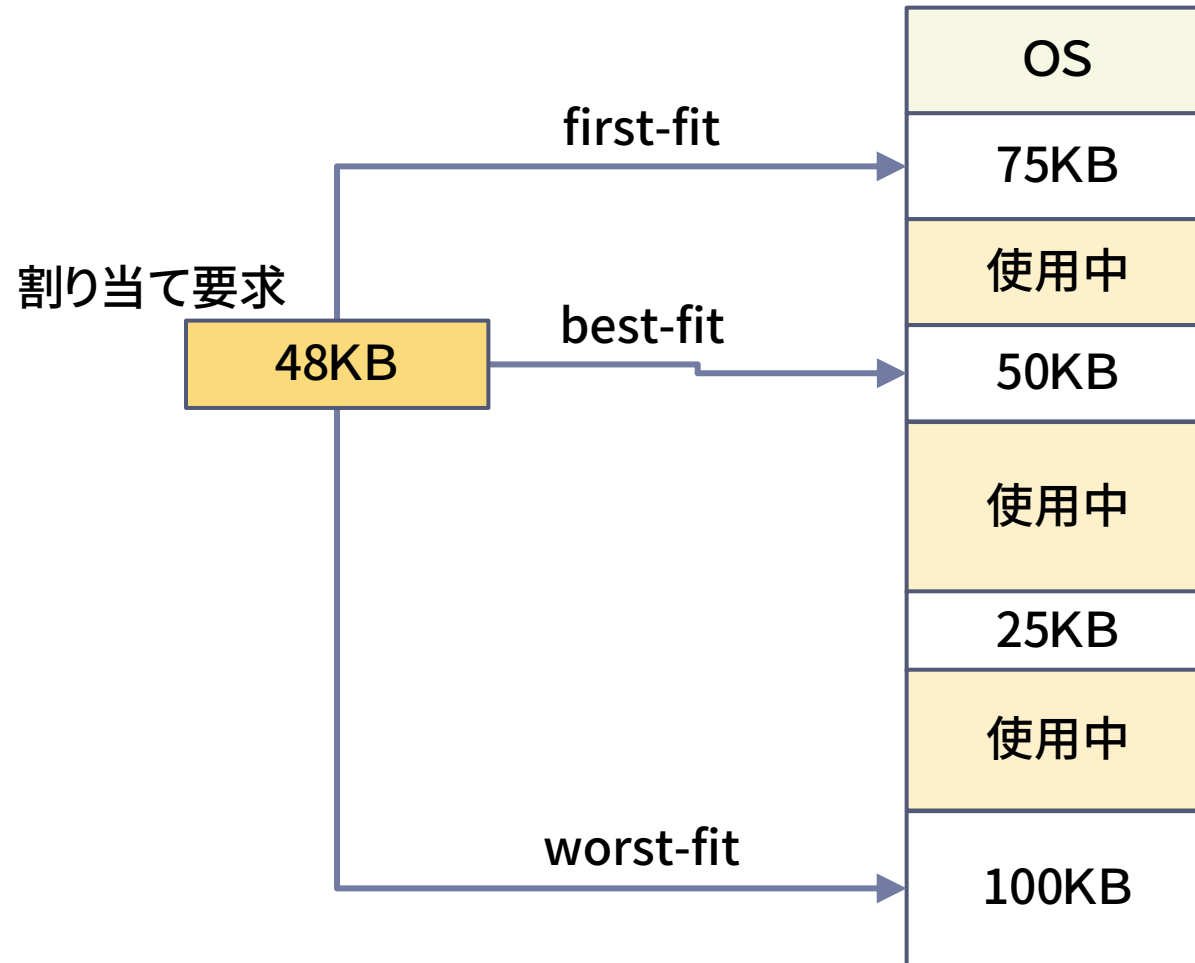 OS
first-fit
75KB
使用中
割り当て要求
best-fit
48KB
50KB
使用中
25KB
使用中
worst-fit
100KB